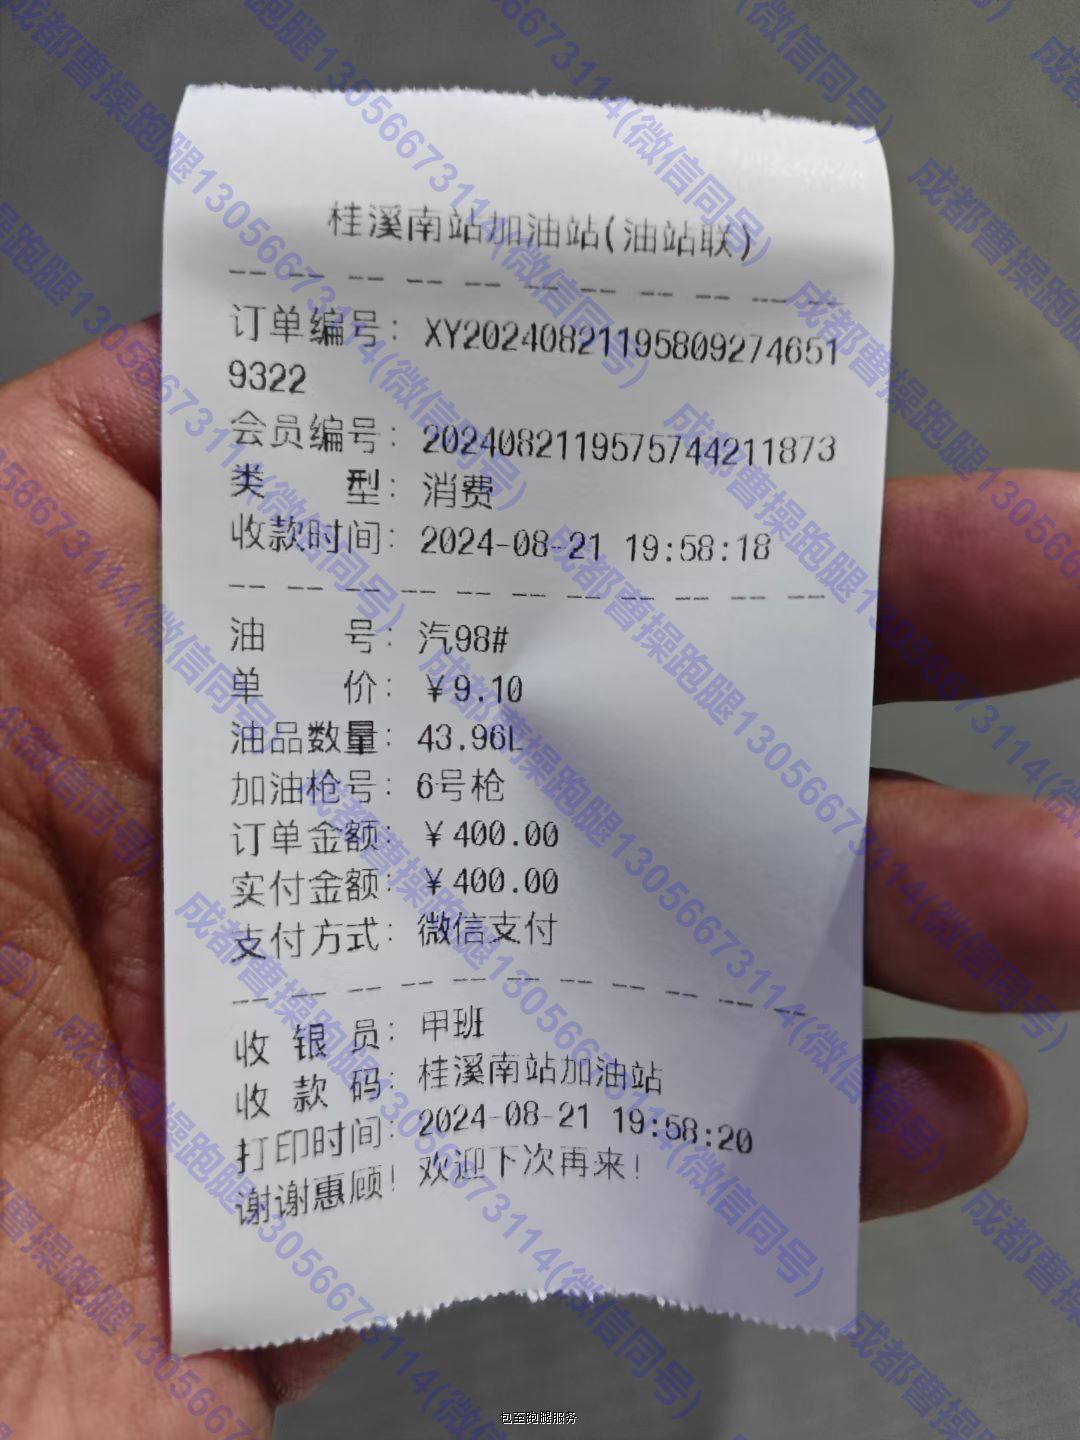 桂溪南站加油站(油站联)
订单编号: XY20240821195809274651
9322
会员编号: 2024082119575744211873
类 型: 消费
收款时间: 2024-08-21 19:58:18
油 号: 汽98#
单 价: ¥9.10
油品数量: 43.96L
加油枪号: 6号枪
订单金额: ¥400.00
实付金额: ¥400.00
支付方式: 微信支付
收 银 员: 甲班
收 款 码: 桂溪南站加油站
打印时间: 2024-08-21 19:58:20
谢谢惠顾! 欢迎下次再来!
成都曹操跑腿13056673114(微信同号)
包至跑腿服务